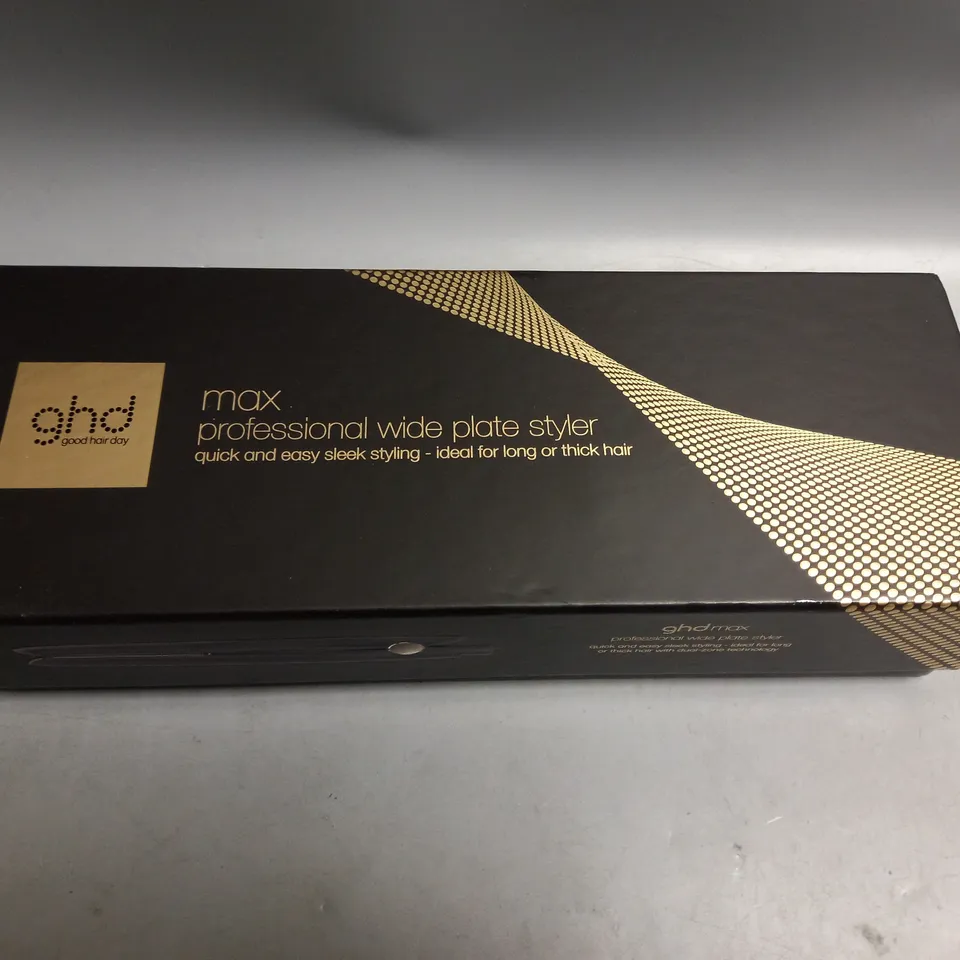 ghd
good hair day
max
professional wide plate styler
quick and easy sleek styling - ideal for long or thick hair
ghd max
professional wide plate styler
quick and easy sleek styling - ideal for long
or thick hair with dual-zone technology